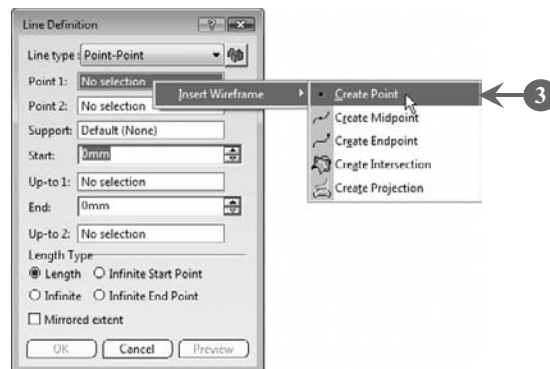 Line Definition
Line type : Point-Point
Point 1: No selection
Insert Wireframe
Create Point
3
Point 2: No selection
Create Midpoint
Support: Default (None)
Create Endpoint
Start: 0mm
Create Intersection
Up-to 1: No selection
Create Projection
End: 0mm
Up-to 2: No selection
Length Type
Length Infinite Start Point
Infinite Infinite End Point
Mirrored extent
OK Cancel Preview